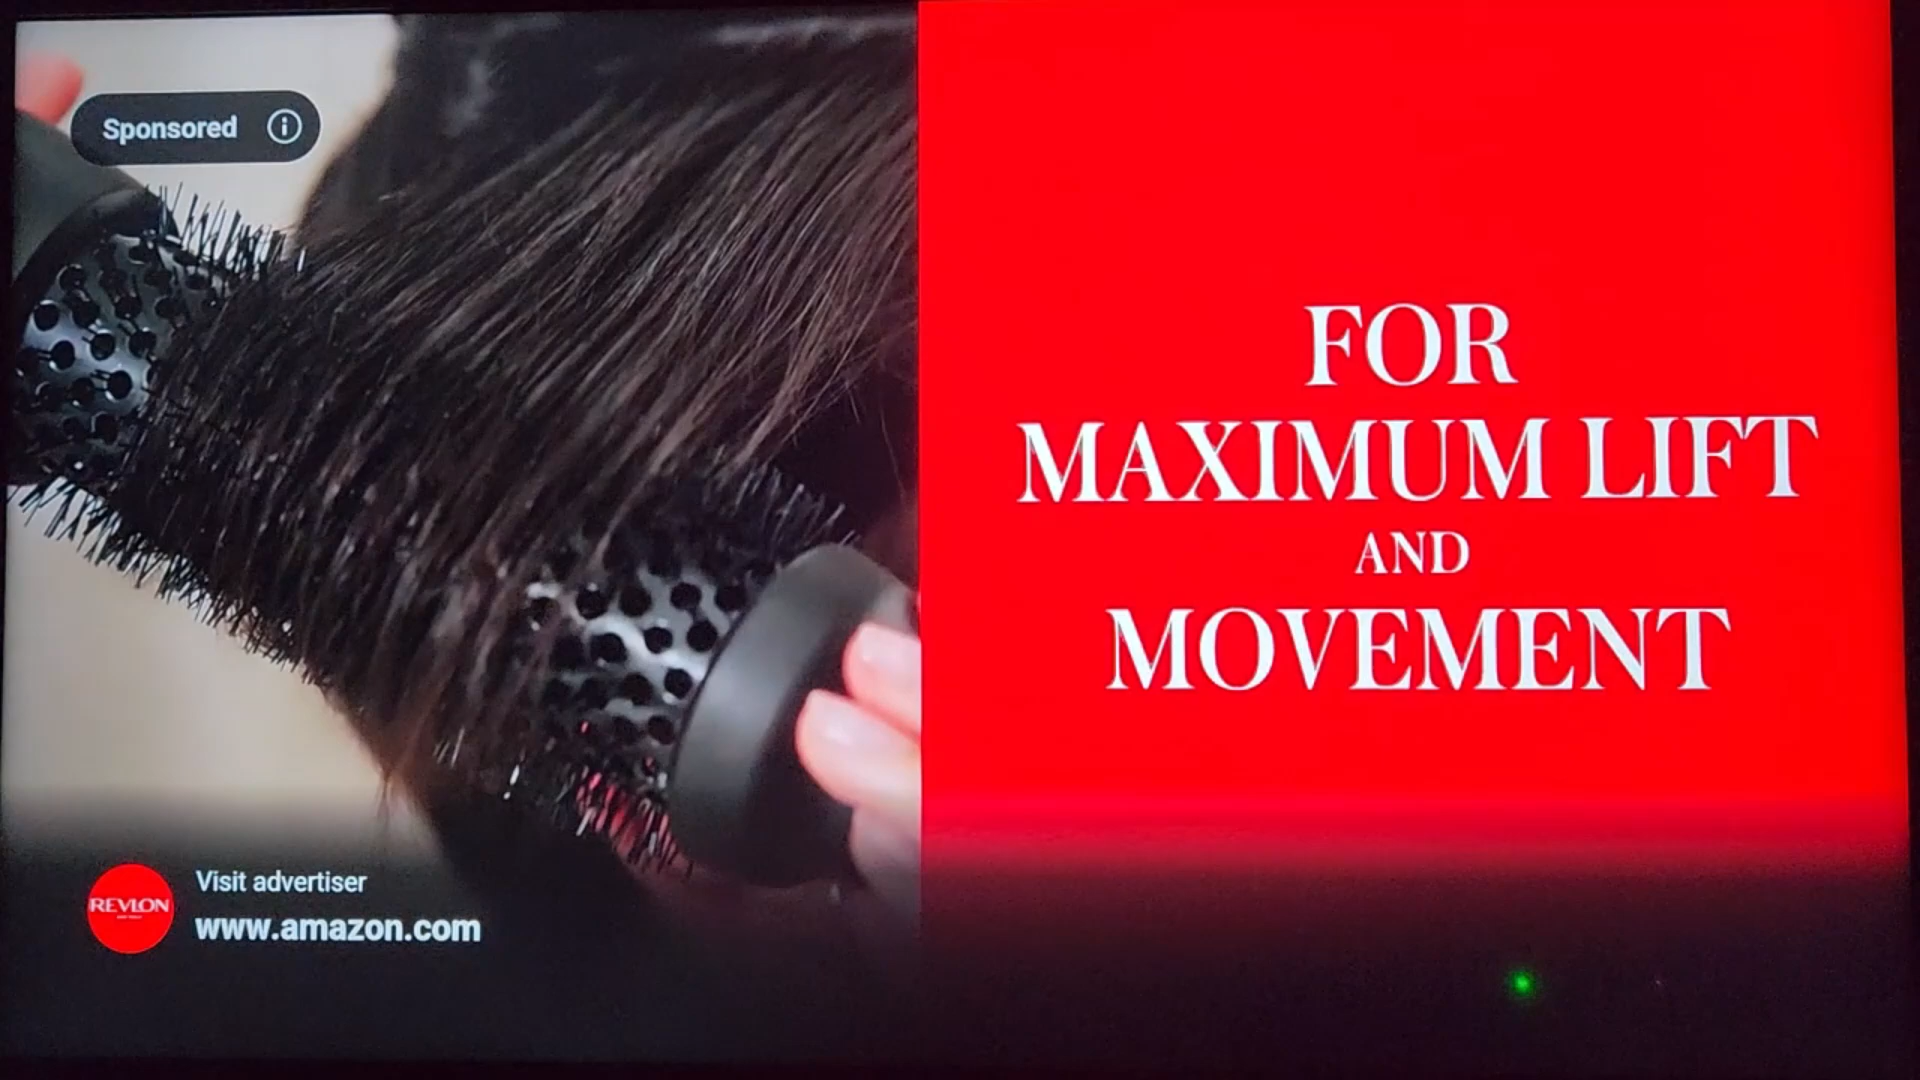 Sponsored
FOR
MAXIMUM LIFT
AND
MOVEMENT
REVLON
Visit advertiser
www.amazon.com